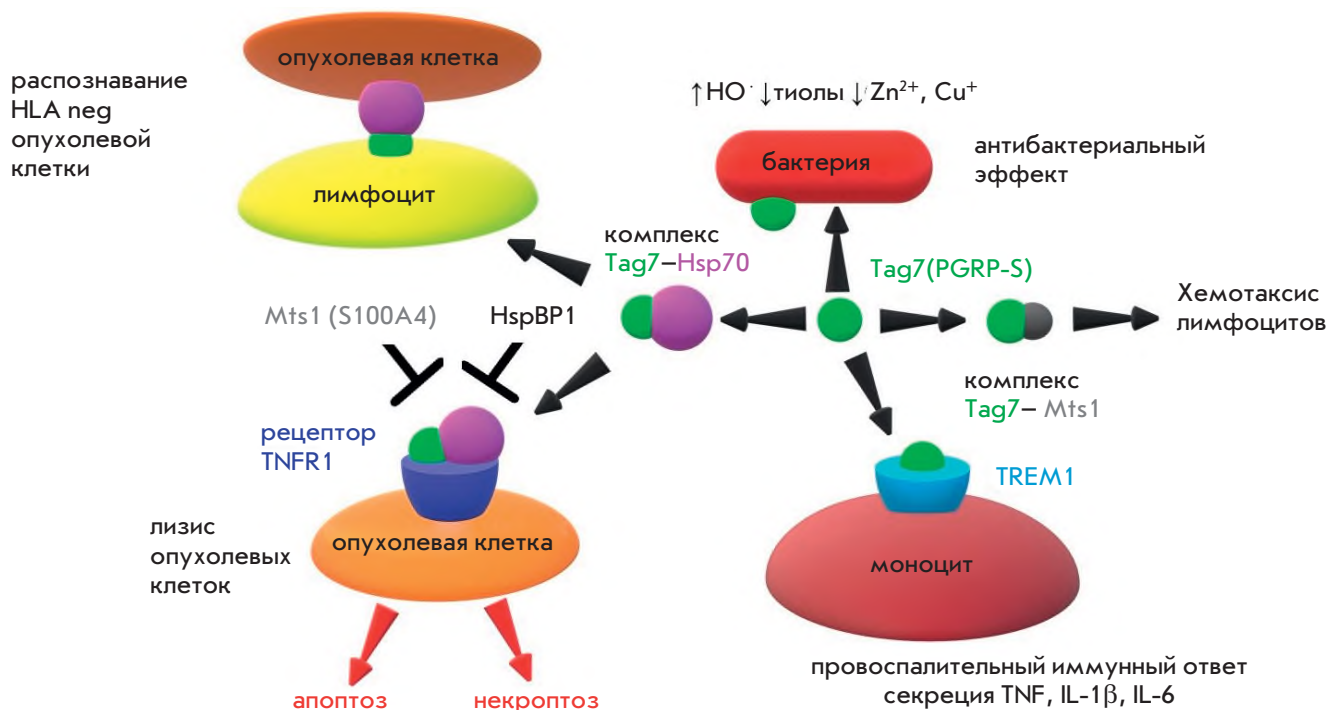 опухолевая клетка
распознавание
HLA neg
опухолевой
клетки
лимфоцит
↑HO˙ ↓тиолы ↓Zn²⁺, Cu⁺
бактерия
антибактериальный
эффект
комплекс
Tag7–Hsp70
Tag7(PGRP-S)
Хемотаксис
лимфоцитов
Mts1 (S100A4)
HspBP1
комплекс
Tag7– Mts1
рецептор
TNFR1
TREM1
лизис
опухолевых
клеток
опухолевая клетка
моноцит
апоптоз
некроптоз
провоспалительный иммунный ответ
секреция TNF, IL-1β, IL-6